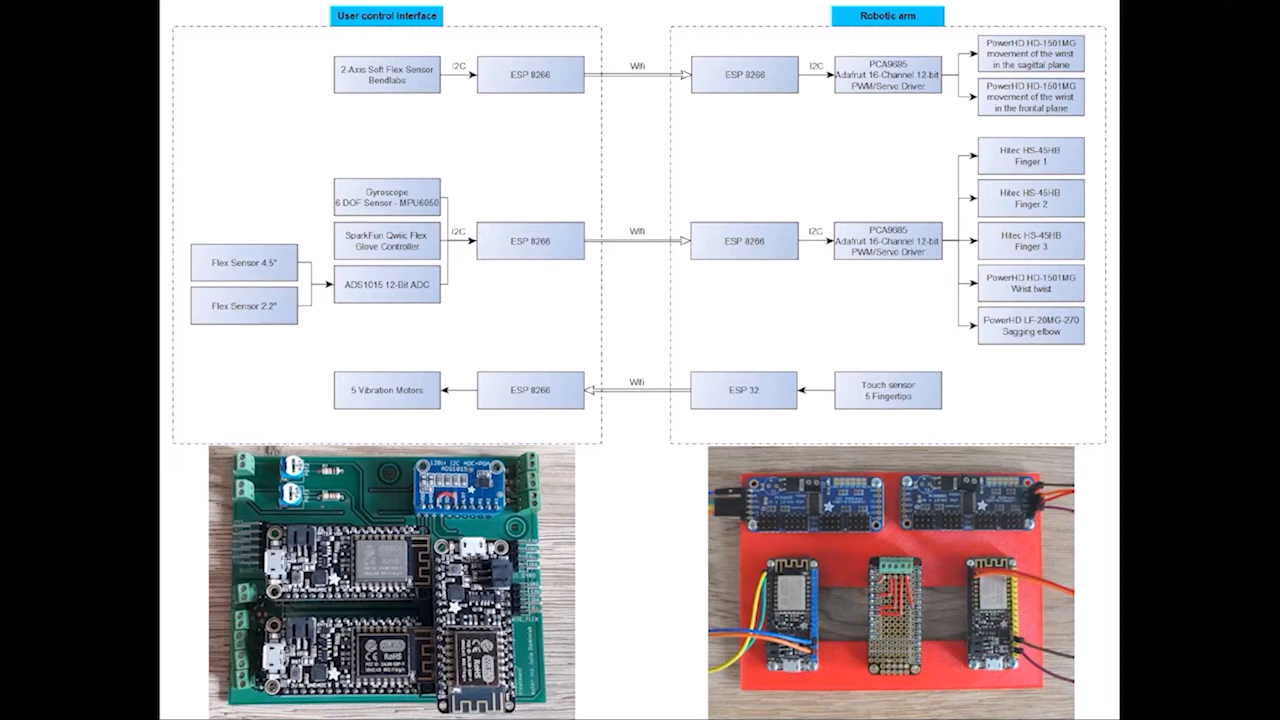 User control interface
Robotic arm
2-Axis Soft Flex Sensor
Bendlabs
I2C
ESP 8266
Wifi
ESP 8266
I2C
PCA9685
Adafruit 16-Channel 12-bit
PWM/Servo Driver
PowerHD HD-1501MG
movement of the wrist
in the sagittal plane
PowerHD HD-1501MG
movement of the wrist
in the frontal plane
Gyroscope
6 DOF Sensor - MPU6050
SparkFun Qwiic Flex
Glove Controller
Flex Sensor 4.5"
Flex Sensor 2.2"
ADS1015 12-Bit ADC
I2C
ESP 8266
Wifi
ESP 8266
I2C
PCA9685
Adafruit 16-Channel 12-bit
PWM/Servo Driver
Hitec HS-45HB
Finger 1
Hitec HS-45HB
Finger 2
Hitec HS-45HB
Finger 3
PowerHD HD-1501MG
Wrist twist
PowerHD LF-20MG-270
Sagging elbow
5 Vibration Motors
ESP 8266
Wifi
ESP 32
Touch sensor
5 Fingertips
12Bit I2C ADC+PGA
ADS1015
RoHS